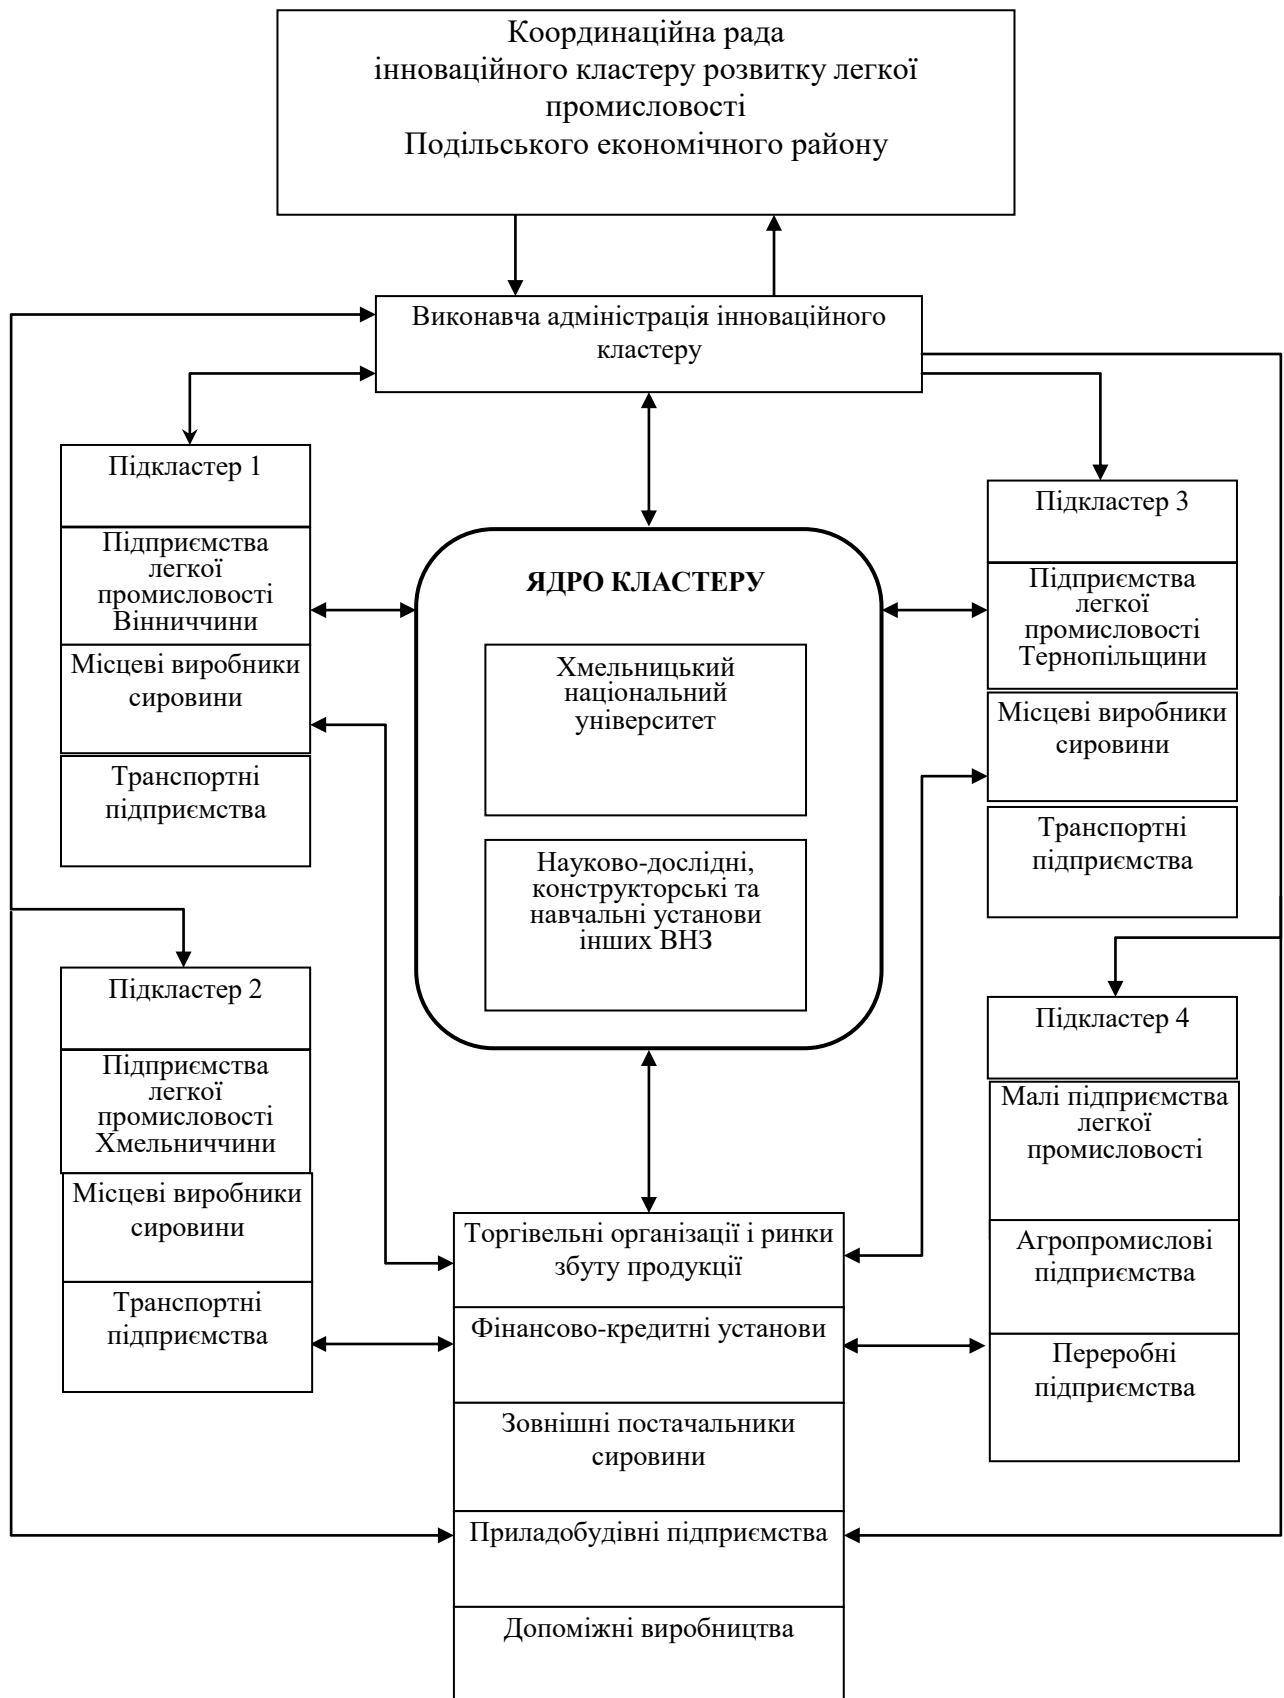 Координаційна рада
інноваційного кластеру розвитку легкої
промисловості
Подільського економічного району
Виконавча адміністрація інноваційного
кластеру
Підкластер 1
Підприємства
легкої
промисловості
Вінниччини
Місцеві виробники
сировини
Транспортні
підприємства
Підкластер 2
Підприємства
легкої
промисловості
Хмельниччини
Місцеві виробники
сировини
Транспортні
підприємства
ЯДРО КЛАСТЕРУ
Хмельницький
національний
університет
Науково-дослідні,
конструкторські та
навчальні установи
інших ВНЗ
Торгівельні організації і ринки
збуту продукції
Фінансово-кредитні установи
Зовнішні постачальники
сировини
Приладобудівні підприємства
Допоміжні виробництва
Підкластер 3
Підприємства
легкої
промисловості
Тернопільщини
Місцеві виробники
сировини
Транспортні
підприємства
Підкластер 4
Малі підприємства
легкої
промисловості
Агропромислові
підприємства
Переробні
підприємства